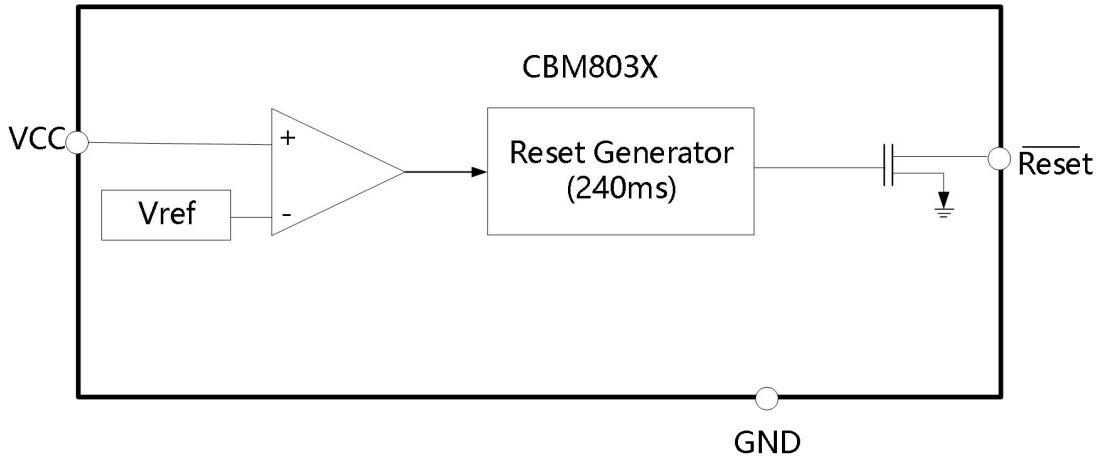 CBM803X
VCC
+
Reset Generator
(240ms)
Reset
Vref
-
GND